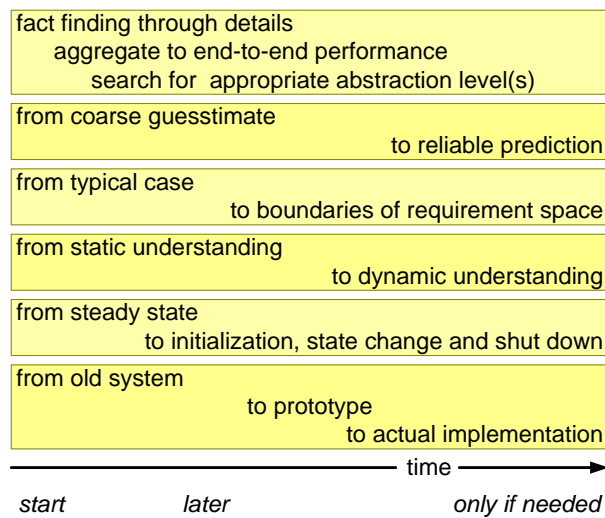 fact finding through details
aggregate to end-to-end performance
search for appropriate abstraction level(s)
from coarse guesstimate
to reliable prediction
from typical case
to boundaries of requirement space
from static understanding
to dynamic understanding
from steady state
to initialization, state change and shut down
from old system
to prototype
to actual implementation
time
start later only if needed